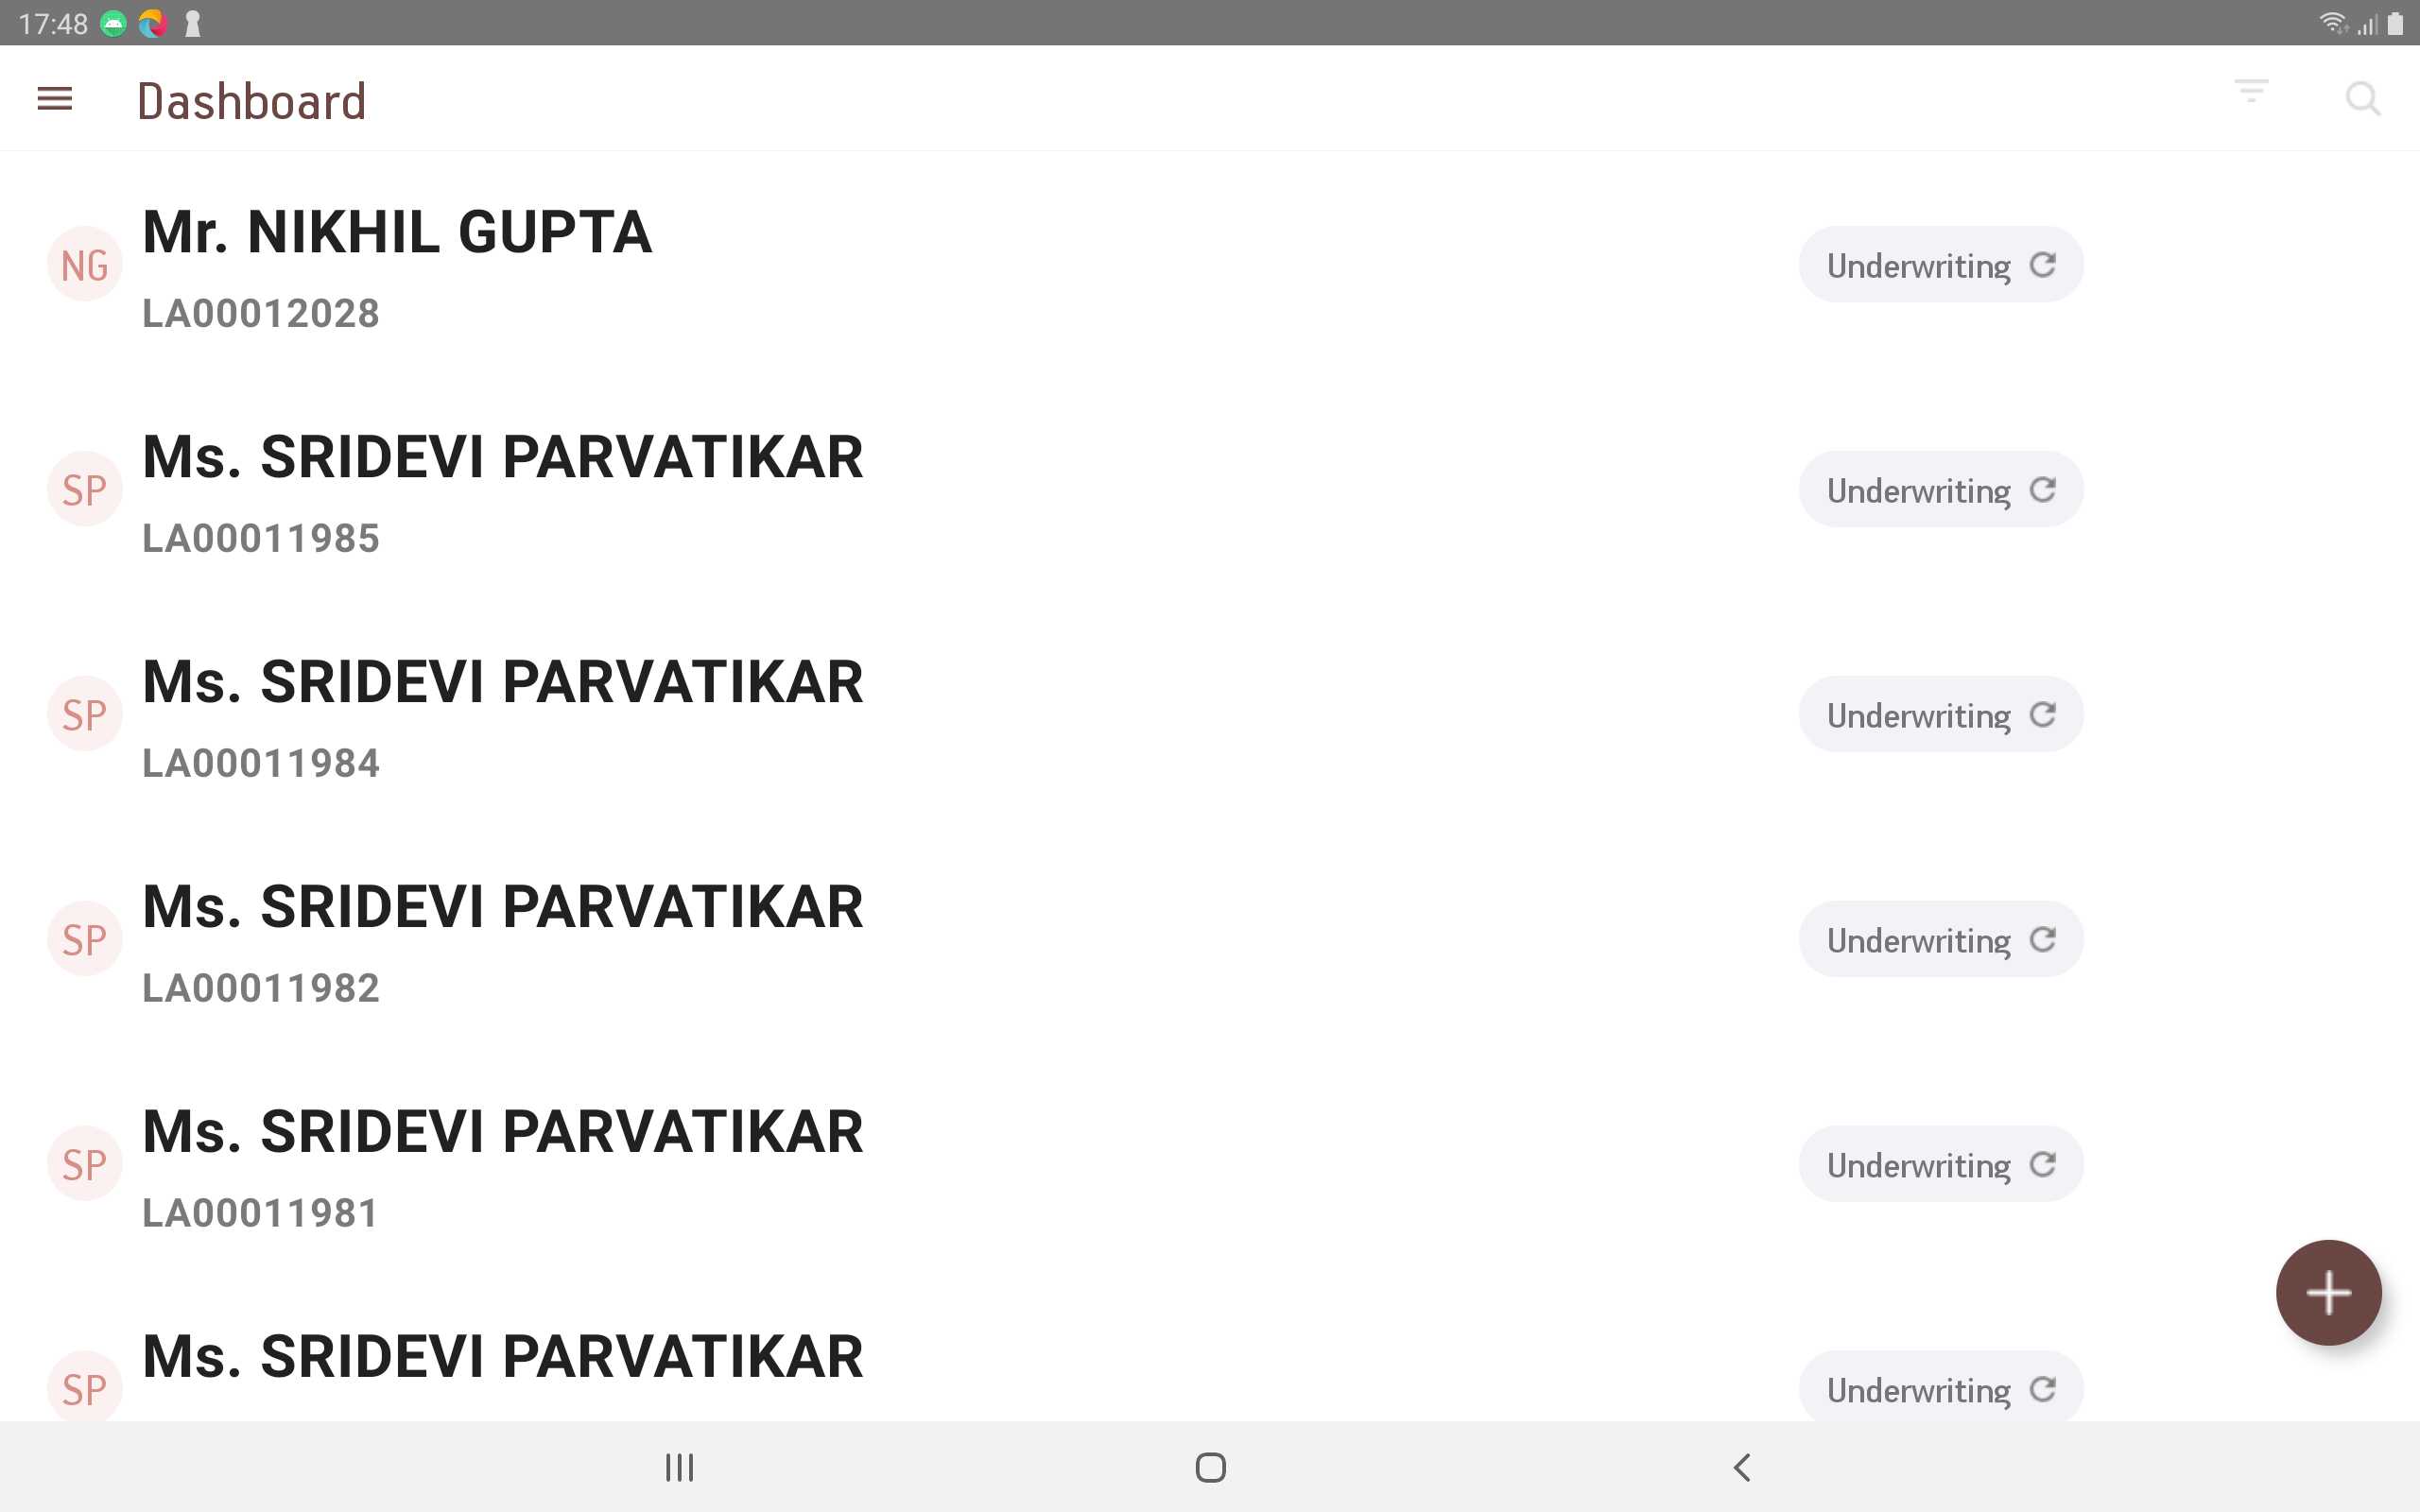 17:48
Dashboard
NG
Mr. NIKHIL GUPTA
LA00012028
Underwriting
SP
Ms. SRIDEVI PARVATIKAR
LA00011985
Underwriting
SP
Ms. SRIDEVI PARVATIKAR
LA00011984
Underwriting
SP
Ms. SRIDEVI PARVATIKAR
LA00011982
Underwriting
SP
Ms. SRIDEVI PARVATIKAR
LA00011981
Underwriting
SP
Ms. SRIDEVI PARVATIKAR
Underwriting